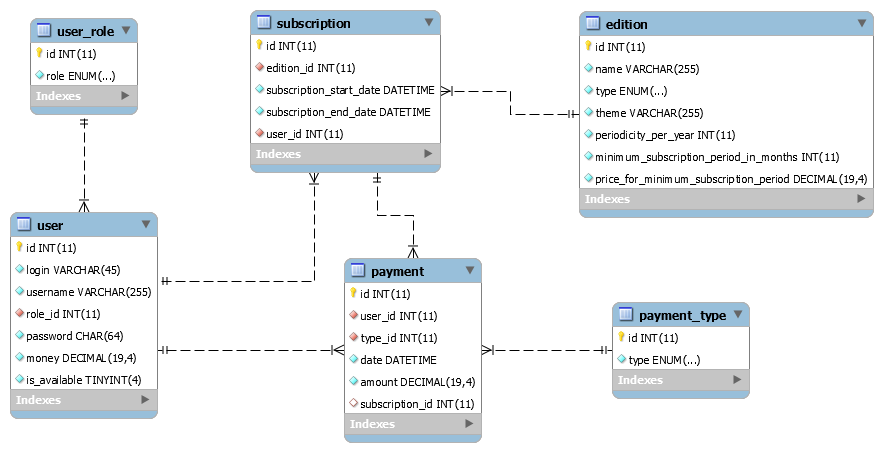 user_role
id INT(11)
role ENUM(...)
Indexes
subscription
id INT(11)
edition_id INT(11)
subscription_start_date DATETIME
subscription_end_date DATETIME
user_id INT(11)
Indexes
edition
id INT(11)
name VARCHAR(255)
type ENUM(...)
theme VARCHAR(255)
periodicity_per_year INT(11)
minimum_subscription_period_in_months INT(11)
price_for_minimum_subscription_period DECIMAL(19,4)
Indexes
user
id INT(11)
login VARCHAR(45)
username VARCHAR(255)
role_id INT(11)
password CHAR(64)
money DECIMAL(19,4)
is_available TINYINT(4)
Indexes
payment
id INT(11)
user_id INT(11)
type_id INT(11)
date DATETIME
amount DECIMAL(19,4)
subscription_id INT(11)
Indexes
payment_type
id INT(11)
type ENUM(...)
Indexes